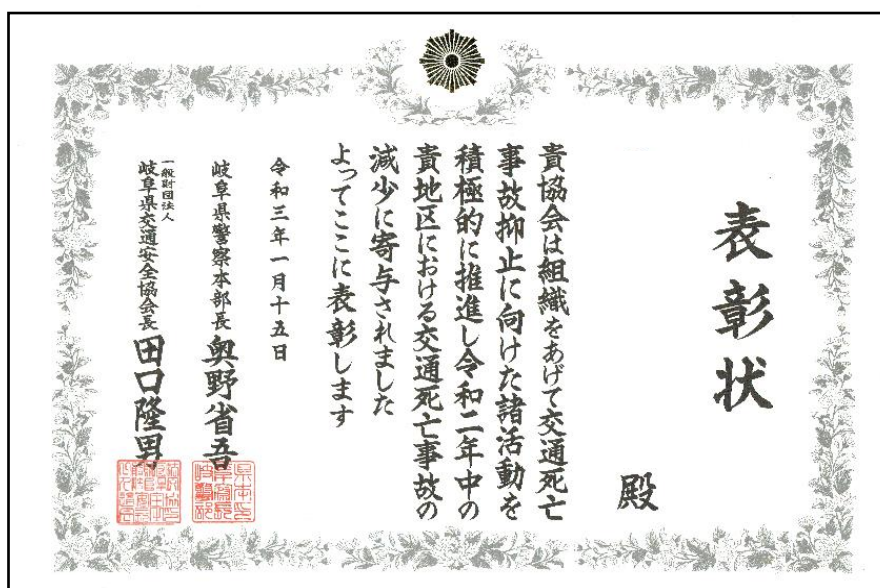 表彰状
殿
貴協会は組織をあげて交通死亡
事故抑止に向けた諸活動を
積極的に推進し令和二年中の
貴地区における交通死亡事故の
減少に寄与されました
よってここに表彰します
令和三年一月十五日
岐阜県警察本部長 奥野省吾
一般財団法人
岐阜県交通安全協会長 田口隆男